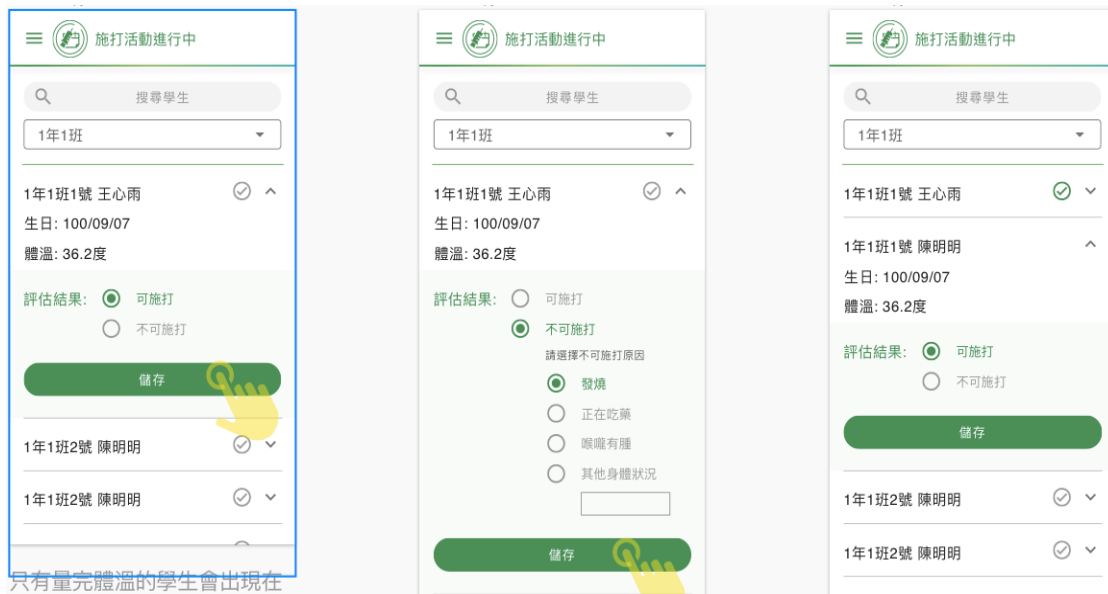 施打活動進行中
搜尋學生
1年1班
1年1班1號 王心雨
生日: 100/09/07
體溫: 36.2度
評估結果: 可施打
不可施打
儲存
1年1班2號 陳明明
1年1班2號 陳明明
只有量完體溫的學生會出現在
施打活動進行中
搜尋學生
1年1班
1年1班1號 王心雨
生日: 100/09/07
體溫: 36.2度
評估結果: 可施打
不可施打
請選擇不可施打原因
發燒
正在吃藥
喉嚨有腫
其他身體狀況
儲存
施打活動進行中
搜尋學生
1年1班
1年1班1號 王心雨
1年1班1號 陳明明
生日: 100/09/07
體溫: 36.2度
評估結果: 可施打
不可施打
儲存
1年1班2號 陳明明
1年1班2號 陳明明